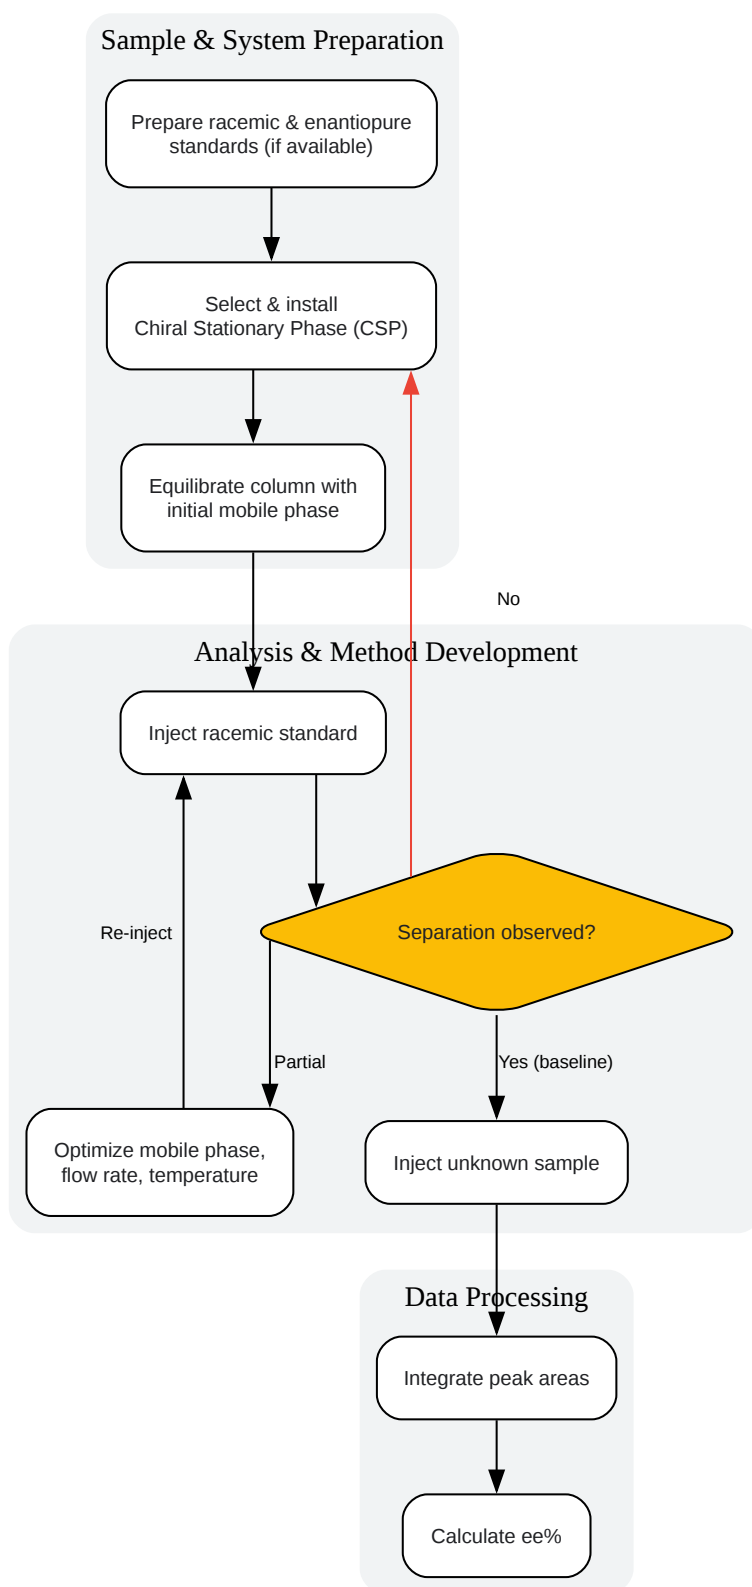 Sample & System Preparation
Prepare racemic & enantiopure
standards (if available)
Select & install
Chiral Stationary Phase (CSP)
Equilibrate column with
initial mobile phase
No
Analysis & Method Development
Inject racemic standard
Re-inject
Separation observed?
Partial
Yes (baseline)
Optimize mobile phase,
flow rate, temperature
Inject unknown sample
Data Processing
Integrate peak areas
Calculate ee%